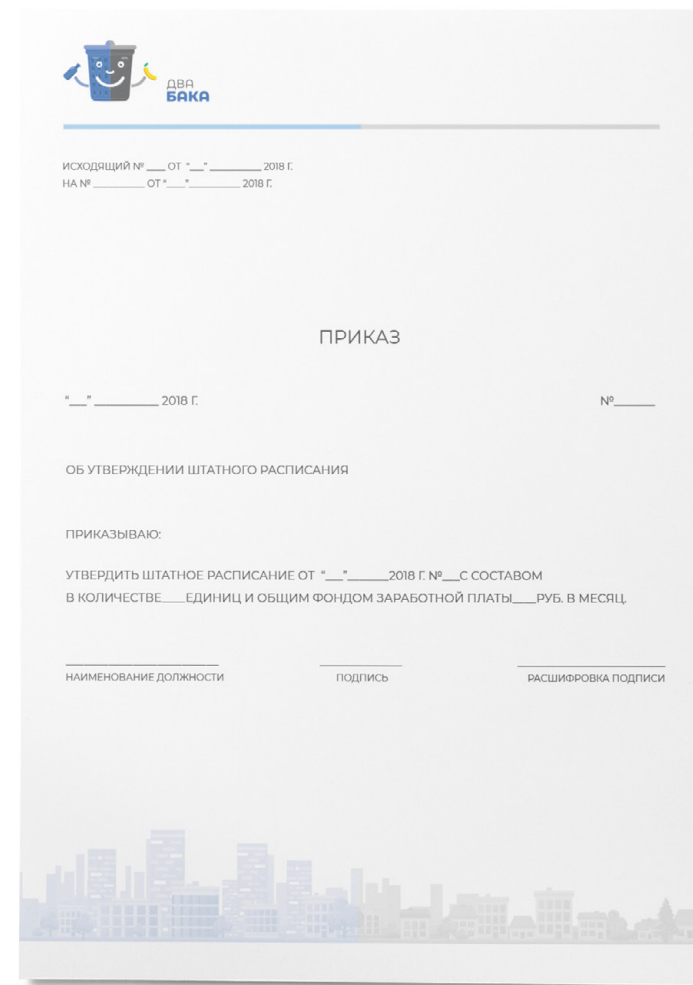 ДВА
БАКА
ИСХОДЯЩИЙ № ___ ОТ “___” _________ 2018 Г.
НА № _________ ОТ “____”_________ 2018 Г.
ПРИКАЗ
“___” __________ 2018 Г.
№______
ОБ УТВЕРЖДЕНИИ ШТАТНОГО РАСПИСАНИЯ
ПРИКАЗЫВАЮ:
УТВЕРДИТЬ ШТАТНОЕ РАСПИСАНИЕ ОТ “___”______2018 Г. №___С СОСТАВОМ
В КОЛИЧЕСТВЕ____ЕДИНИЦ И ОБЩИМ ФОНДОМ ЗАРАБОТНОЙ ПЛАТЫ____РУБ. В МЕСЯЦ.
НАИМЕНОВАНИЕ ДОЛЖНОСТИ
ПОДПИСЬ
РАСШИФРОВКА ПОДПИСИ